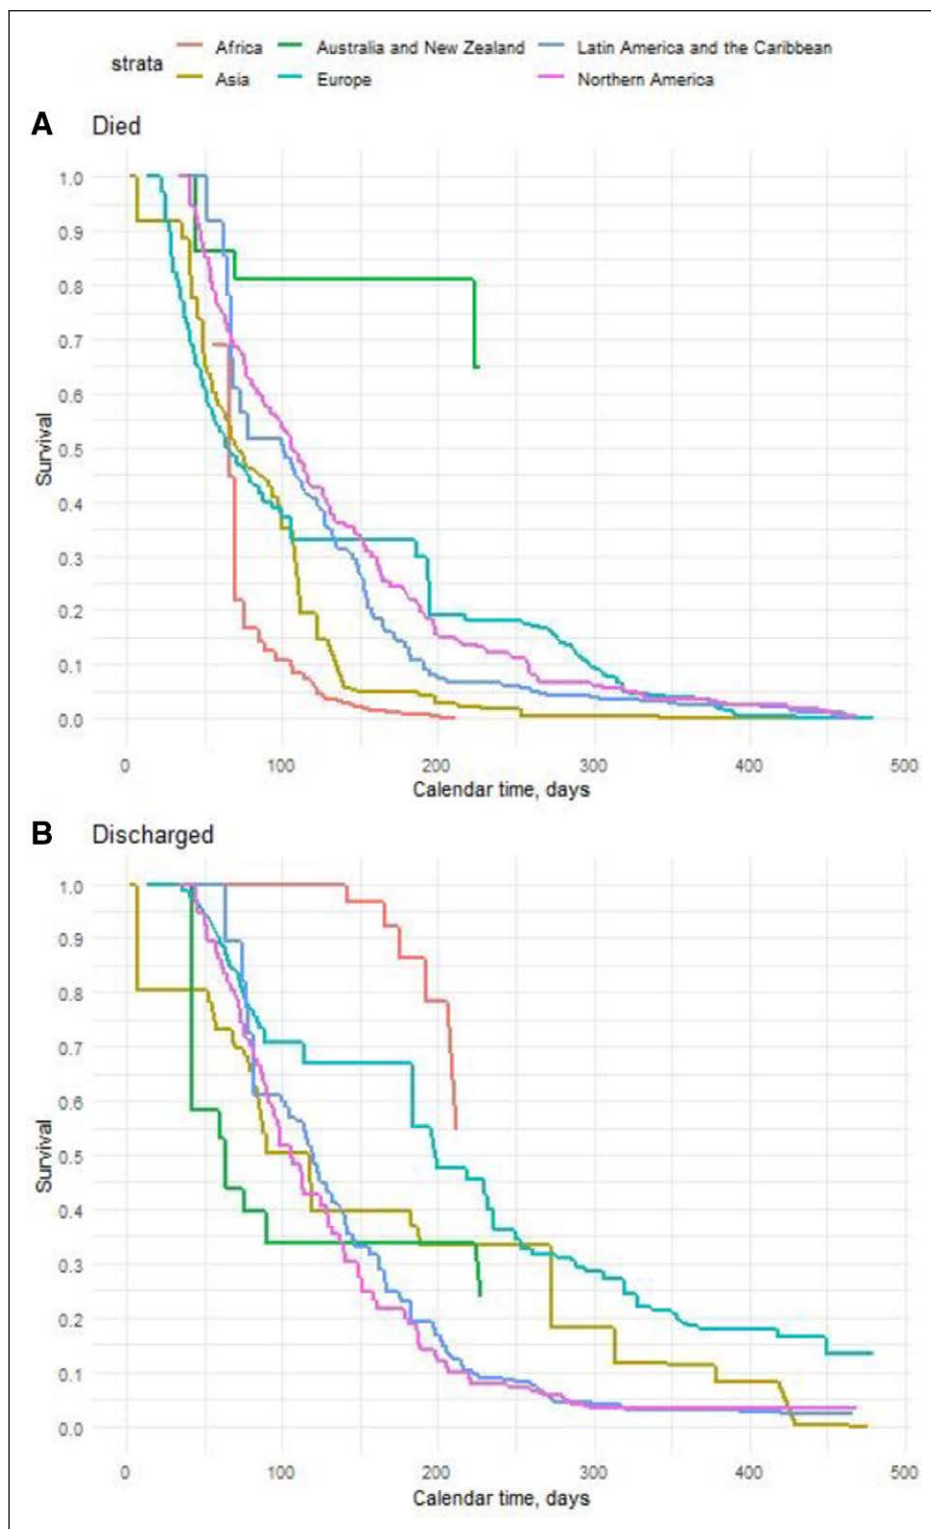 strata Africa Australia and New Zealand Latin America and the Caribbean
Asia Europe Northern America
A Died
1.0
0.9
0.8
0.7
0.6
0.5
0.4
0.3
0.2
0.1
0.0
Survival
0 100 200 300 400 500
Calendar time, days
B Discharged
1.0
0.9
0.8
0.7
0.6
0.5
0.4
0.3
0.2
0.1
0.0
Survival
0 100 200 300 400 500
Calendar time, days